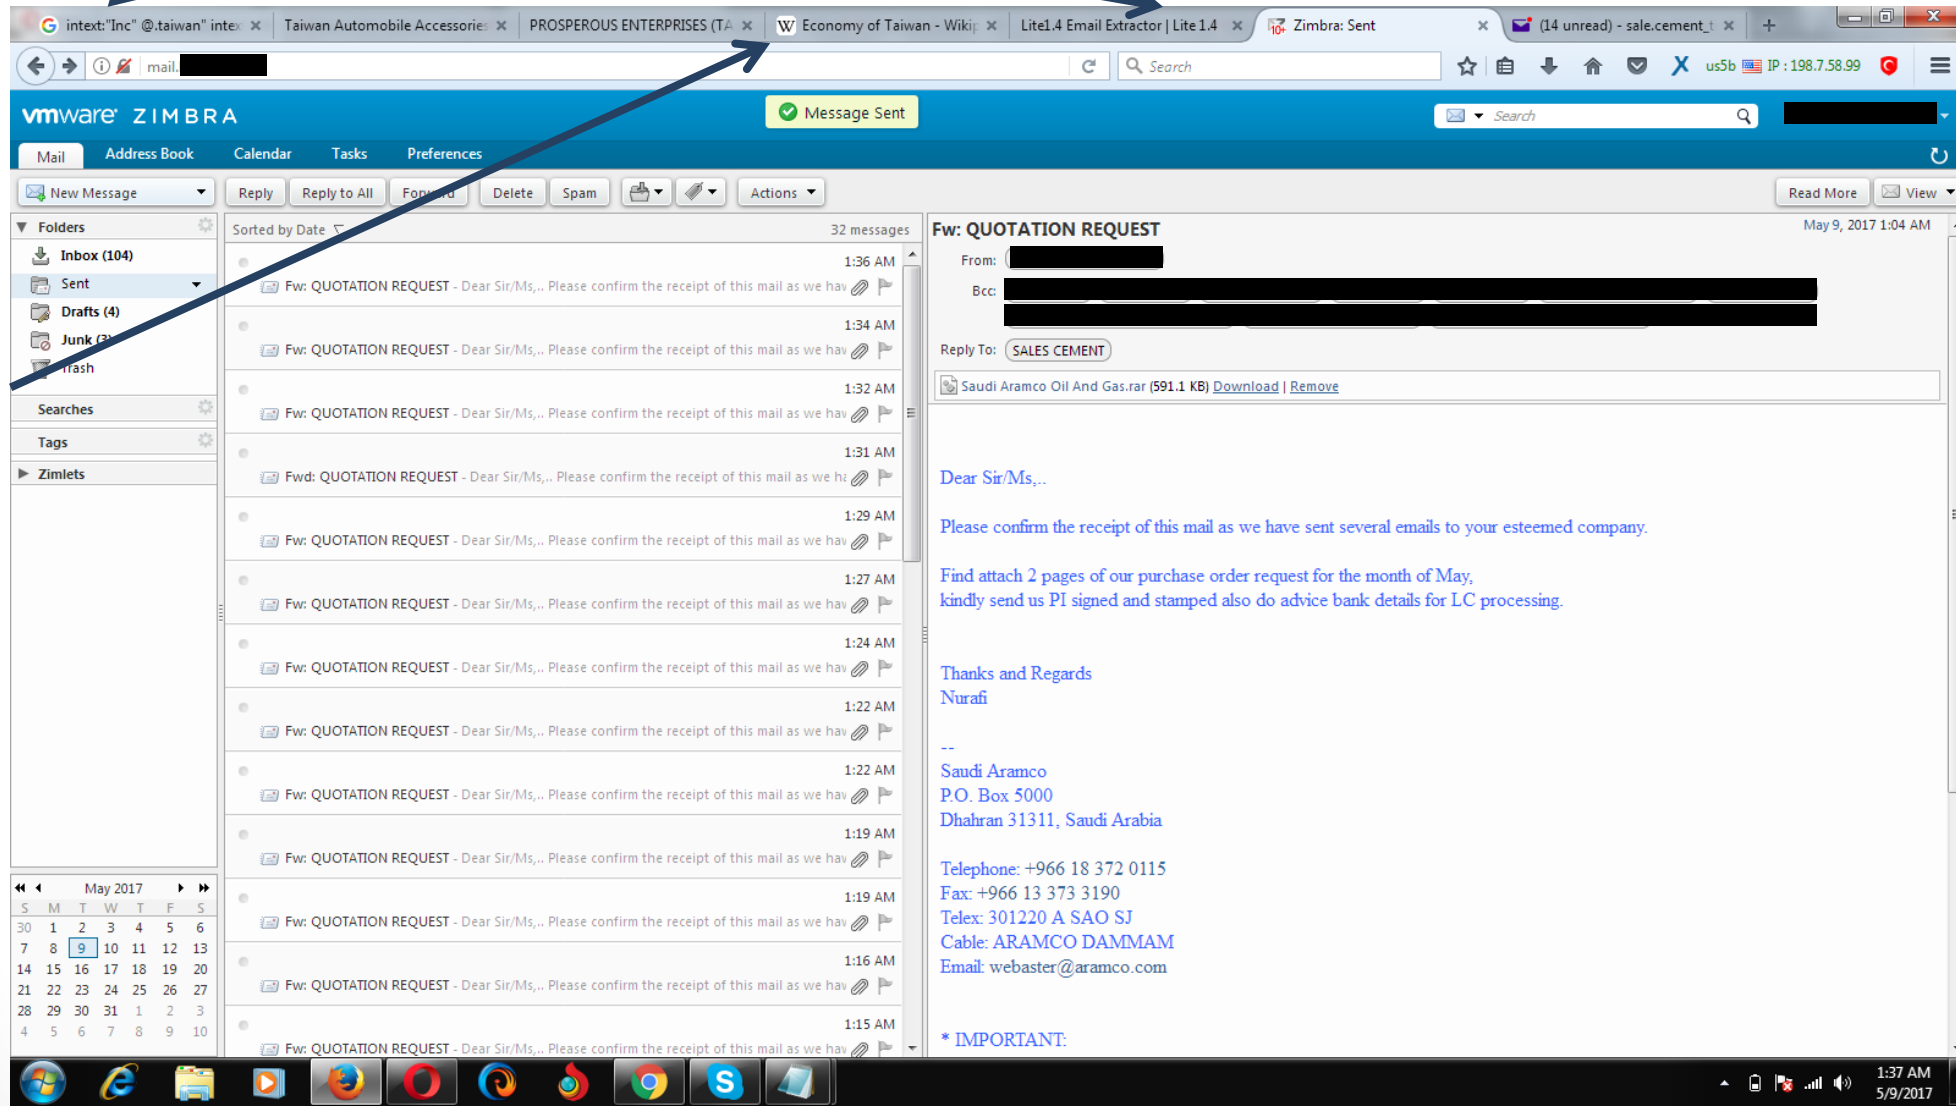 intext:"Inc" @.taiwan" intex
Taiwan Automobile Accessories
PROSPEROUS ENTERPRISES (TA
W Economy of Taiwan - Wikip
Lite1.4 Email Extractor | Lite 1.4
Zimbra: Sent
(14 unread) - sale.cement_t
mail.
Search
us5b IP : 198.7.58.99
vmware ZIMBRA
Message Sent
Search
Mail Address Book Calendar Tasks Preferences
New Message
Reply Reply to All Forward Delete Spam Actions
Read More View
Folders
Inbox (104)
Sent
Drafts (4)
Junk
Trash
Searches
Tags
Zimlets
Sorted by Date 32 messages
1:36 AM
Fw: QUOTATION REQUEST - Dear Sir/Ms,.. Please confirm the receipt of this mail as we hav
1:34 AM
Fw: QUOTATION REQUEST - Dear Sir/Ms,.. Please confirm the receipt of this mail as we hav
1:32 AM
Fw: QUOTATION REQUEST - Dear Sir/Ms,.. Please confirm the receipt of this mail as we hav
1:31 AM
Fwd: QUOTATION REQUEST - Dear Sir/Ms,.. Please confirm the receipt of this mail as we ha
1:29 AM
Fw: QUOTATION REQUEST - Dear Sir/Ms,.. Please confirm the receipt of this mail as we hav
1:27 AM
Fw: QUOTATION REQUEST - Dear Sir/Ms,.. Please confirm the receipt of this mail as we hav
1:24 AM
Fw: QUOTATION REQUEST - Dear Sir/Ms,.. Please confirm the receipt of this mail as we hav
1:22 AM
Fw: QUOTATION REQUEST - Dear Sir/Ms,.. Please confirm the receipt of this mail as we hav
1:22 AM
Fw: QUOTATION REQUEST - Dear Sir/Ms,.. Please confirm the receipt of this mail as we hav
1:19 AM
Fw: QUOTATION REQUEST - Dear Sir/Ms,.. Please confirm the receipt of this mail as we hav
1:19 AM
Fw: QUOTATION REQUEST - Dear Sir/Ms,.. Please confirm the receipt of this mail as we hav
1:16 AM
Fw: QUOTATION REQUEST - Dear Sir/Ms,.. Please confirm the receipt of this mail as we hav
1:15 AM
Fw: QUOTATION REQUEST - Dear Sir/Ms,.. Please confirm the receipt of this mail as we hav
Fw: QUOTATION REQUEST May 9, 2017 1:04 AM
From:
Bcc:
Reply To: SALES CEMENT
Saudi Aramco Oil And Gas.rar (591.1 KB) Download | Remove
Dear Sir/Ms,..
Please confirm the receipt of this mail as we have sent several emails to your esteemed company.
Find attach 2 pages of our purchase order request for the month of May,
kindly send us PI signed and stamped also do advice bank details for LC processing.
Thanks and Regards
Nurafi
--
Saudi Aramco
P.O. Box 5000
Dhahran 31311, Saudi Arabia
Telephone: +966 18 372 0115
Fax: +966 13 373 3190
Telex: 301220 A SAO SJ
Cable: ARAMCO DAMMAM
Email: webaster@aramco.com
* IMPORTANT:
May 2017
S M T W T F S
30 1 2 3 4 5 6
7 8 9 10 11 12 13
14 15 16 17 18 19 20
21 22 23 24 25 26 27
28 29 30 31 1 2 3
4 5 6 7 8 9 10
1:37 AM
5/9/2017